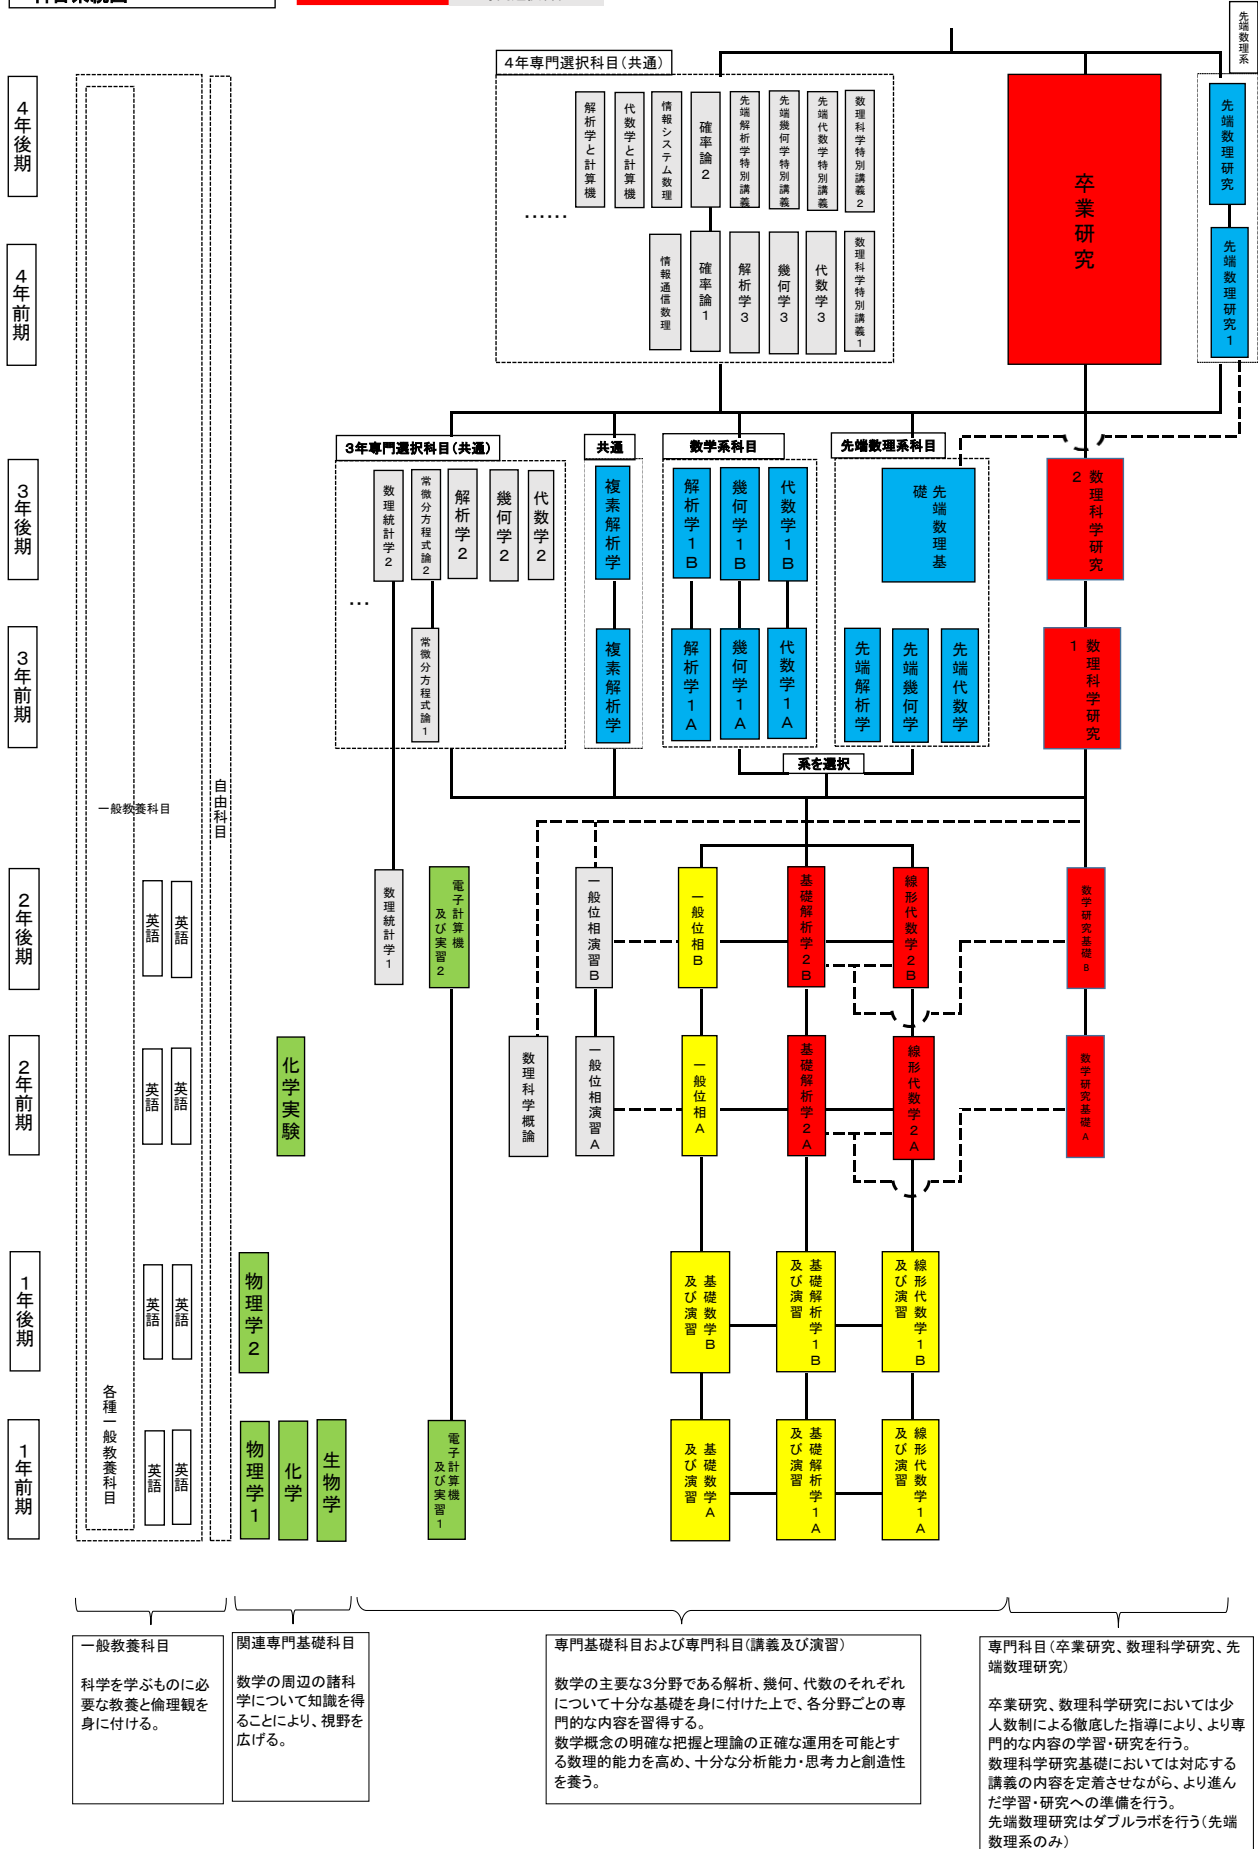 先端数理系
4年専門選択科目(共通)
4年後期
解析学と計算機
代数学と計算機
情報システム数理
確率論2
先端解析学特別講義
先端幾何学特別講義
先端代数学特別講義
数理科学特別講義2
卒業研究
先端数理研究
……
4年前期
情報通信数理
確率論1
解析学3
幾何学3
代数学3
数理科学特別講義1
先端数理研究1
3年専門選択科目(共通)
共通
数学系科目
先端数理系科目
3年後期
数理統計学2
常微分方程式論2
解析学2
幾何学2
代数学2
複素解析学
解析学1B
幾何学1B
代数学1B
先端数理基
礎
数理科学研究
2
…
3年前期
常微分方程式論1
複素解析学
解析学1A
幾何学1A
代数学1A
先端解析学
先端幾何学
先端代数学
数理科学研究
1
系を選択
一般教養科目
自由科目
2年後期
英語
英語
数理統計学1
電子計算機
及び実習2
一般位相演習B
一般位相B
基礎解析学2B
線形代数学2B
数学研究基礎B
2年前期
英語
英語
化学実験
数理科学概論
一般位相演習A
一般位相A
基礎解析学2A
線形代数学2A
数学研究基礎A
1年後期
英語
英語
物理学2
基礎数学B
及び演習
基礎解析学1B
及び演習
線形代数学1B
及び演習
各種一般教養科目
1年前期
英語
英語
物理学1
化学
生物学
電子計算機
及び実習1
基礎数学A
及び演習
基礎解析学1A
及び演習
線形代数学1A
及び演習
一般教養科目
科学を学ぶものに必
要な教養と倫理観を
身に付ける。
関連専門基礎科目
数学の周辺の諸科
学について知識を得
ることにより、視野を
広げる。
専門基礎科目および専門科目(講義及び演習)
数学の主要な3分野である解析、幾何、代数のそれぞれ
について十分な基礎を身に付けた上で、各分野ごとの専
門的な内容を習得する。
数学概念の明確な把握と理論の正確な運用を可能とす
る数理的能力を高め、十分な分析能力・思考力と創造性
を養う。
専門科目(卒業研究、数理科学研究、先
端数理研究)
卒業研究、数理科学研究においては少
人数制による徹底した指導により、より専
門的な内容の学習・研究を行う。
数理科学研究基礎においては対応する
講義の内容を定着させながら、より進ん
だ学習・研究への準備を行う。
先端数理研究はダブルラボを行う(先端
数理系のみ)